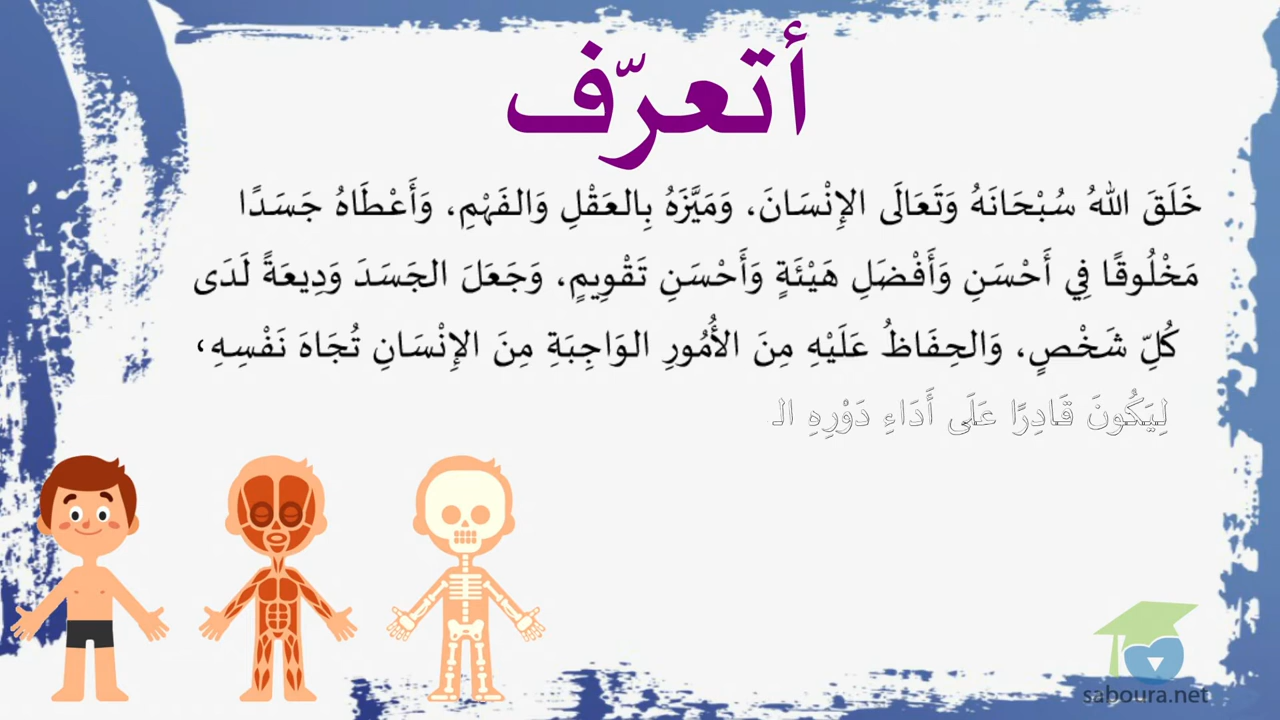 أتعرّف
خَلَقَ اللهُ سُبْحَانَهُ وَتَعَالَى الإِنْسَانَ، وَمَيَّزَهُ بِالعَقْلِ وَالفَهْمِ، وَأَعْطَاهُ جَسَدًا
مَخْلُوقًا فِي أَحْسَنِ وَأَفْضَلِ هَيْئَةٍ وَأَحْسَنِ تَقْوِيمٍ، وَجَعَلَ الجَسَدَ وَدِيعَةً لَدَى
كُلِّ شَخْصٍ، وَالحِفَاظُ عَلَيْهِ مِنَ الأُمُورِ الوَاجِبَةِ مِنَ الإِنْسَانِ تُجَاهَ نَفْسِهِ،
لِيَكُونَ قَادِرًا عَلَى أَدَاءِ دَوْرِهِ الـ
saboura.net